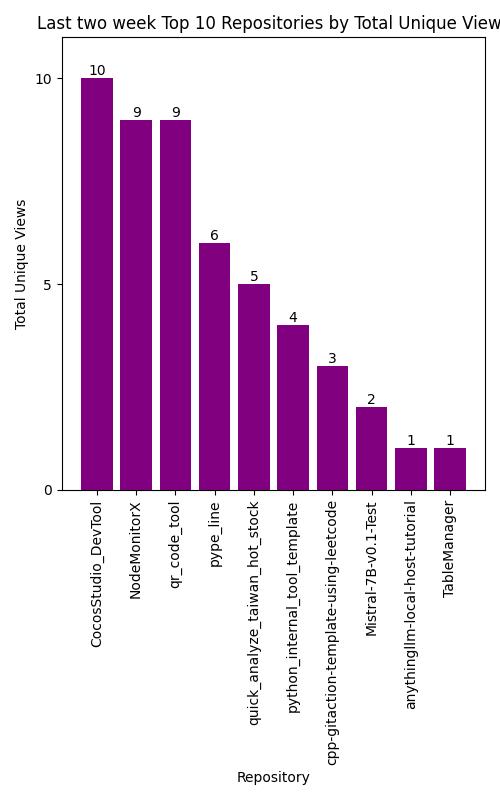 Last two week Top 10 Repositories by Total Unique View
10
9
9
6
5
4
3
2
1
1
10
5
0
Total Unique Views
CocosStudio_DevTool
NodeMonitorX
qr_code_tool
pype_line
quick_analyze_taiwan_hot_stock
python_internal_tool_template
cpp-gitaction-template-using-leetcode
Mistral-7B-v0.1-Test
anythingllm-local-host-tutorial
TableManager
Repository